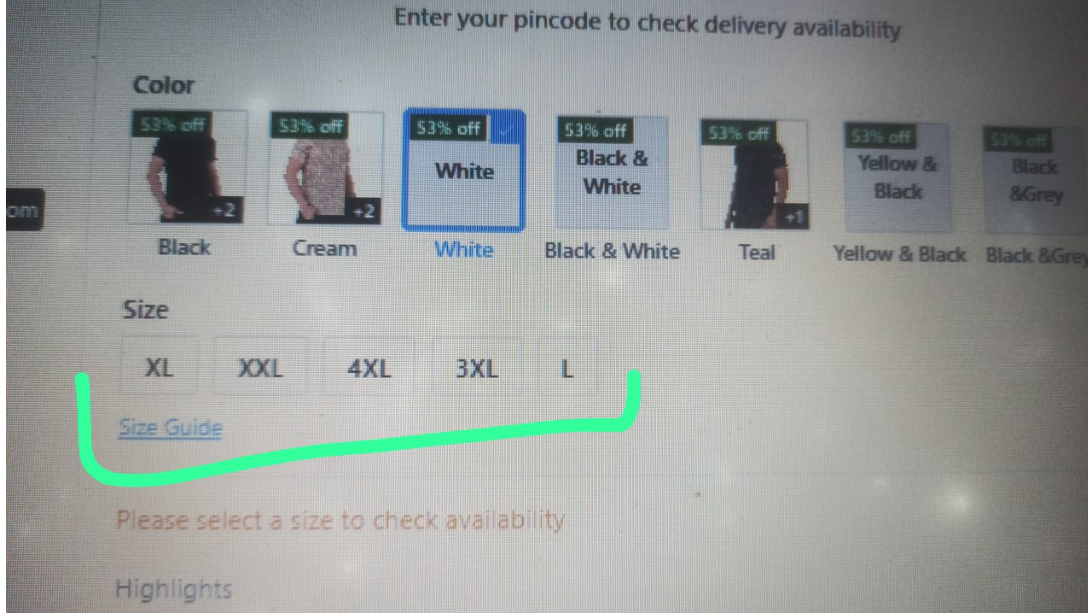 Enter your pincode to check delivery availability
Color
53% off 53% off 53% off 53% off 53% off 53% off 53% off
White Black & White Yellow & Black Black &Grey
om +2 +2 +1
Black Cream White Black & White Teal Yellow & Black Black &Grey
Size
XL XXL 4XL 3XL L
Size Guide
Please select a size to check availability
Highlights